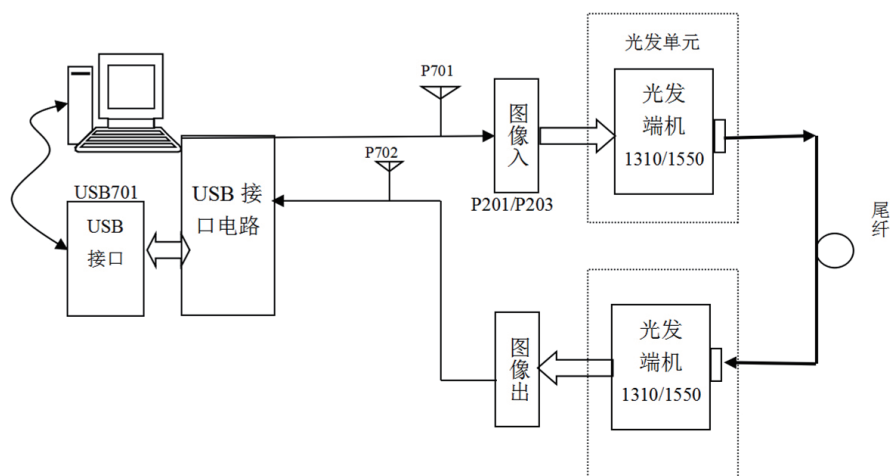 光发单元
P701
图像入
光发
端机
1310/1550
P702
USB701
USB 接
口电路
P201/P203
尾纤
USB
接口
图像出
光发
端机
1310/1550